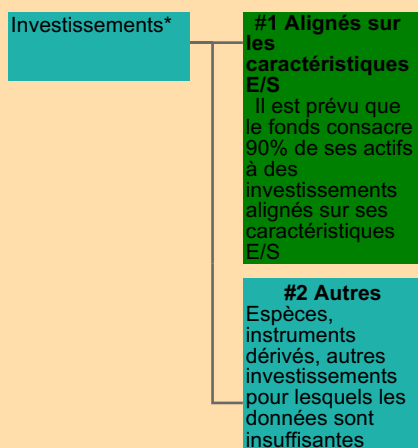 Investissements*
#1 Alignés sur
les
caractéristiques
E/S
Il est prévu que
le fonds consacre
90% de ses actifs
à des
investissements
alignés sur ses
caractéristiques
E/S
#2 Autres
Espèces,
instruments
dérivés, autres
investissements
pour lesquels les
données sont
insuffisantes